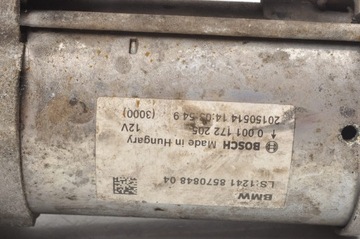 BMW
LS:1241 8570848 04
BOSCH Made in Hungary
0 001 172 205 12V
20150514 14:05:54 9 (3000)